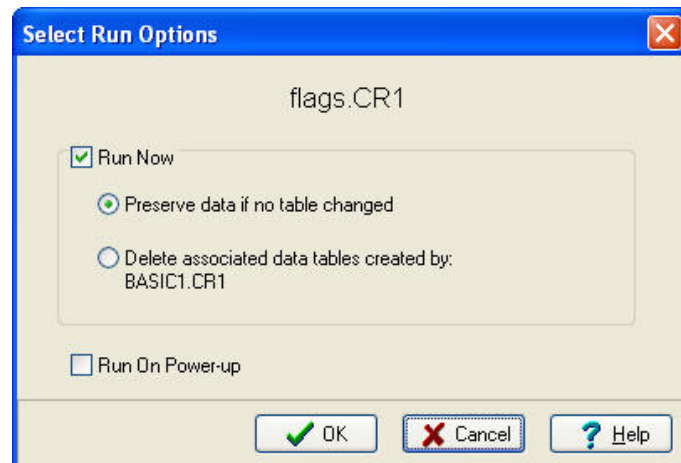 Select Run Options
flags.CR1
Run Now
Preserve data if no table changed
Delete associated data tables created by:
BASIC1.CR1
Run On Power-up
OK Cancel Help